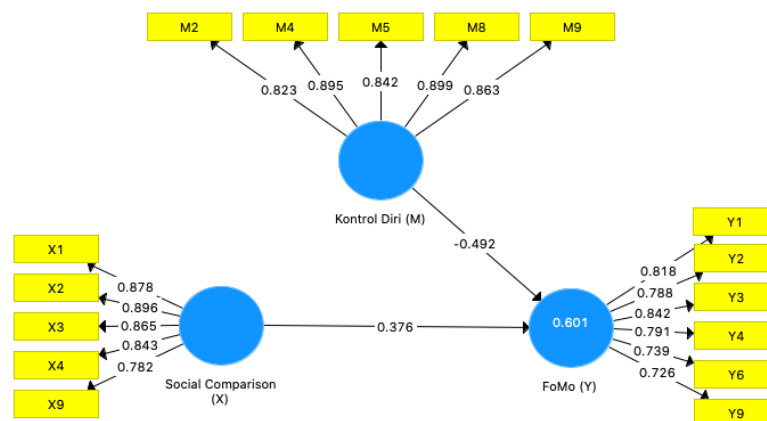 M2
M4
M5
M8
M9
0.823
0.895
0.842
0.899
0.863
Kontrol Diri (M)
-0.492
X1
X2
X3
X4
X9
0.878
0.896
0.865
0.843
0.782
Social Comparison
(X)
0.376
0.601
FoMo (Y)
0.818
0.788
0.842
0.791
0.739
0.726
Y1
Y2
Y3
Y4
Y6
Y9